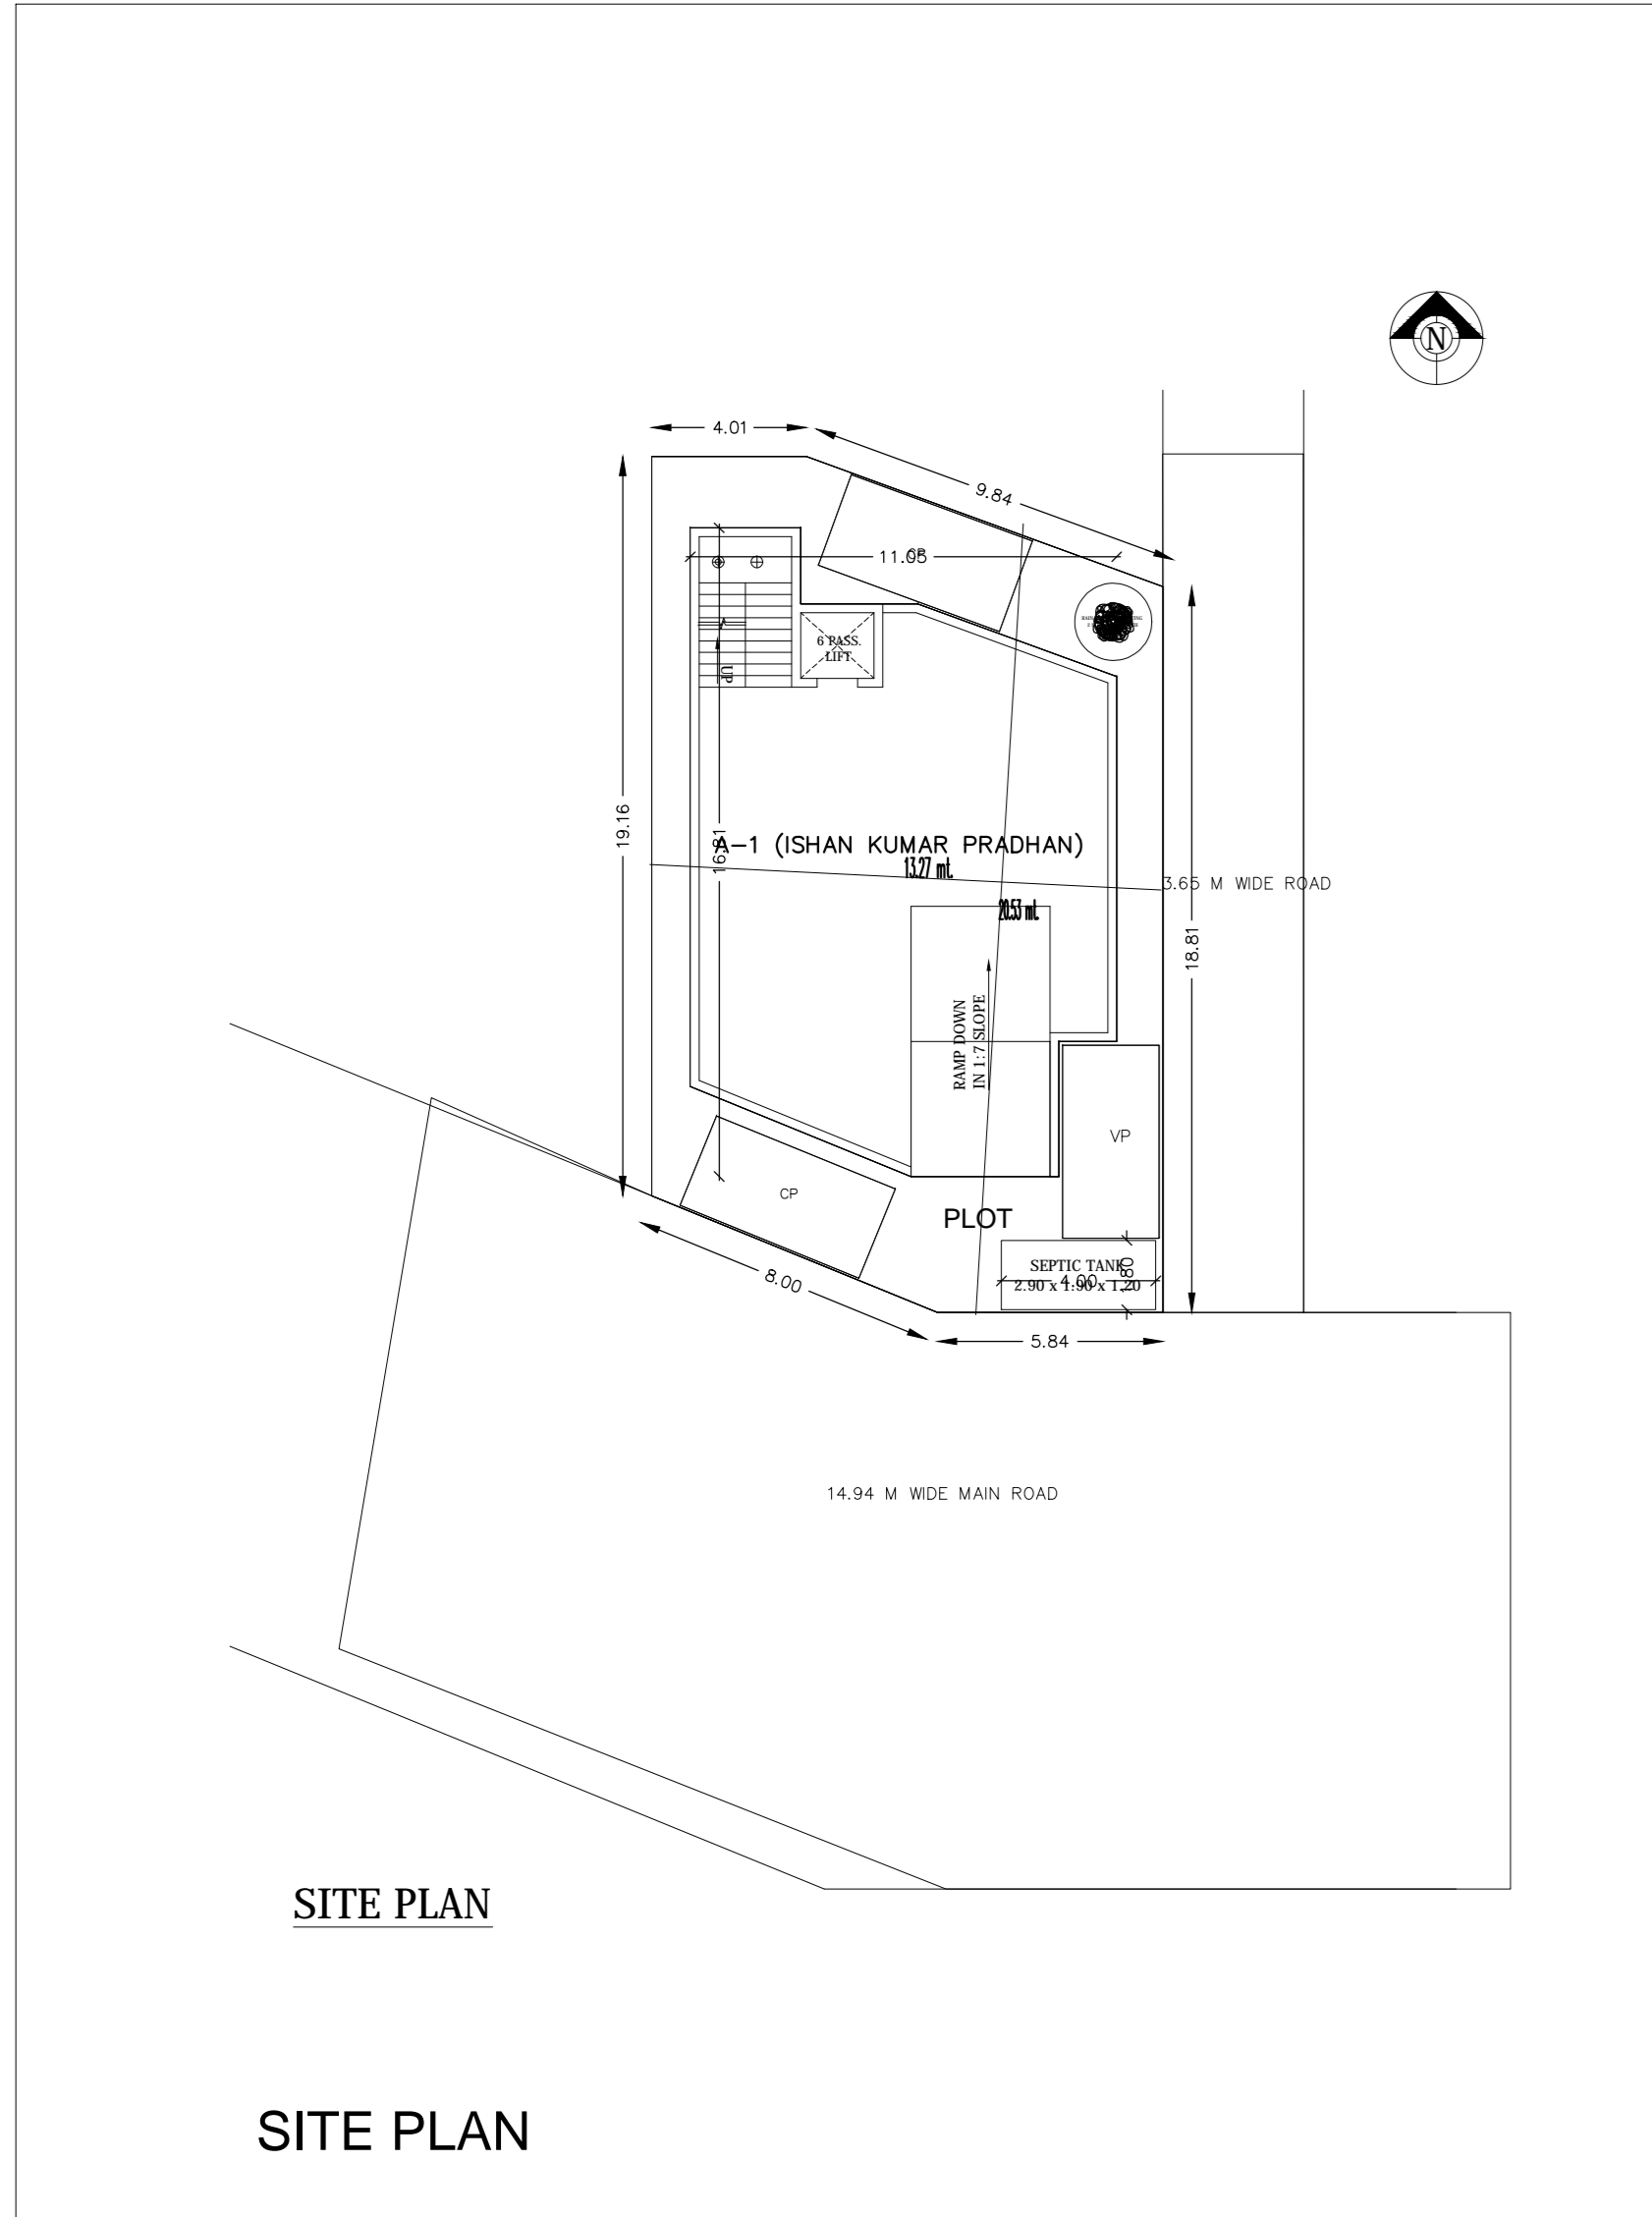 N
4.01
9.84
11.05
CP
6 PASS.
LIFT
UP
19.16
16.81
A-1 (ISHAN KUMAR PRADHAN)
13.27 mt.
3.65 M WIDE ROAD
20.53 mt.
18.81
RAMP DOWN
IN 1:7 SLOPE
VP
CP
PLOT
SEPTIC TANK
2.90 x 1.90 x 1.20
4.00
1.80
8.00
5.84
14.94 M WIDE MAIN ROAD
SITE PLAN
SITE PLAN